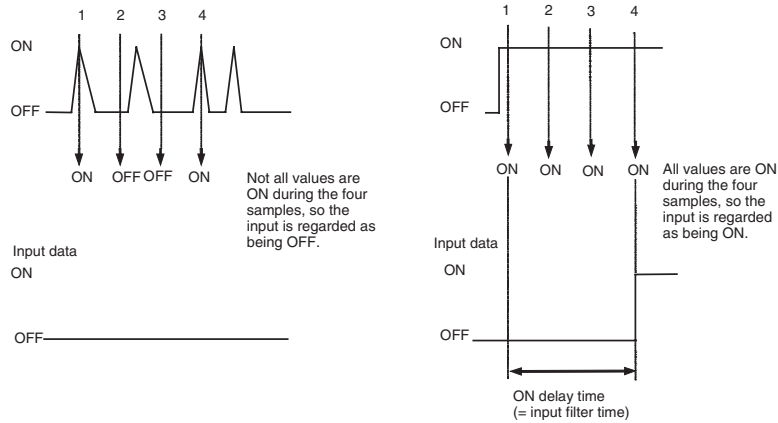 1 2 3 4
ON
OFF
ON OFF OFF ON
Not all values are
ON during the four
samples, so the
input is regarded as
being OFF.
Input data
ON
OFF
1 2 3 4
ON
OFF
ON ON ON ON
All values are ON
during the four
samples, so the
input is regarded
as being ON.
Input data
ON
OFF
ON delay time
(= input filter time)